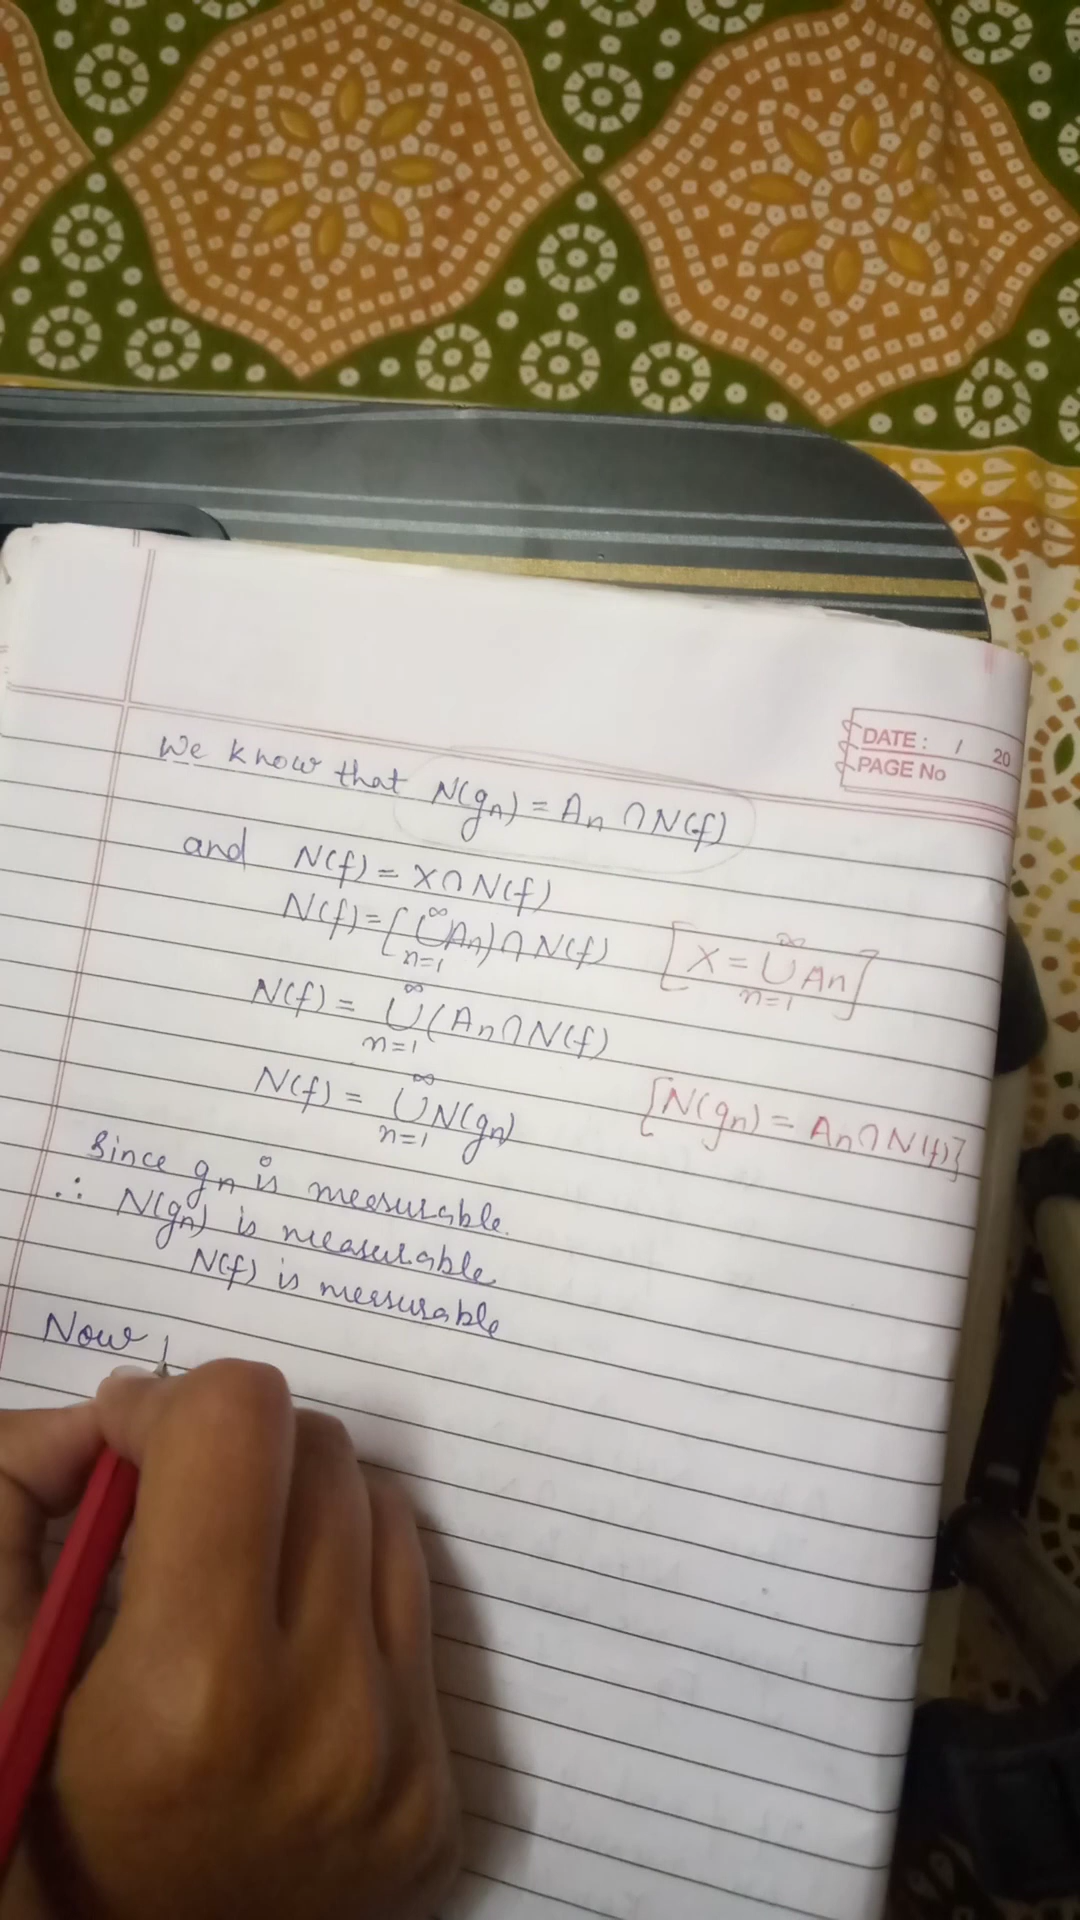 DATE: / 20
PAGE No
We know that N(gₙ) = Aₙ ∩ N(f)
and N(f) = X ∩ N(f)
N(f) = [∞∪n=1 Aₙ) ∩ N(f) [X = ∞∪n=1 An]
N(f) = ∞∪n=1 (Aₙ ∩ N(f)
N(f) = ∞∪n=1 N(gₙ) [N(gₙ) = Aₙ ∩ N(f)]
Since gₙ is measurable.
∴ N(gₙ) is measurable
N(f) is measurable
Now